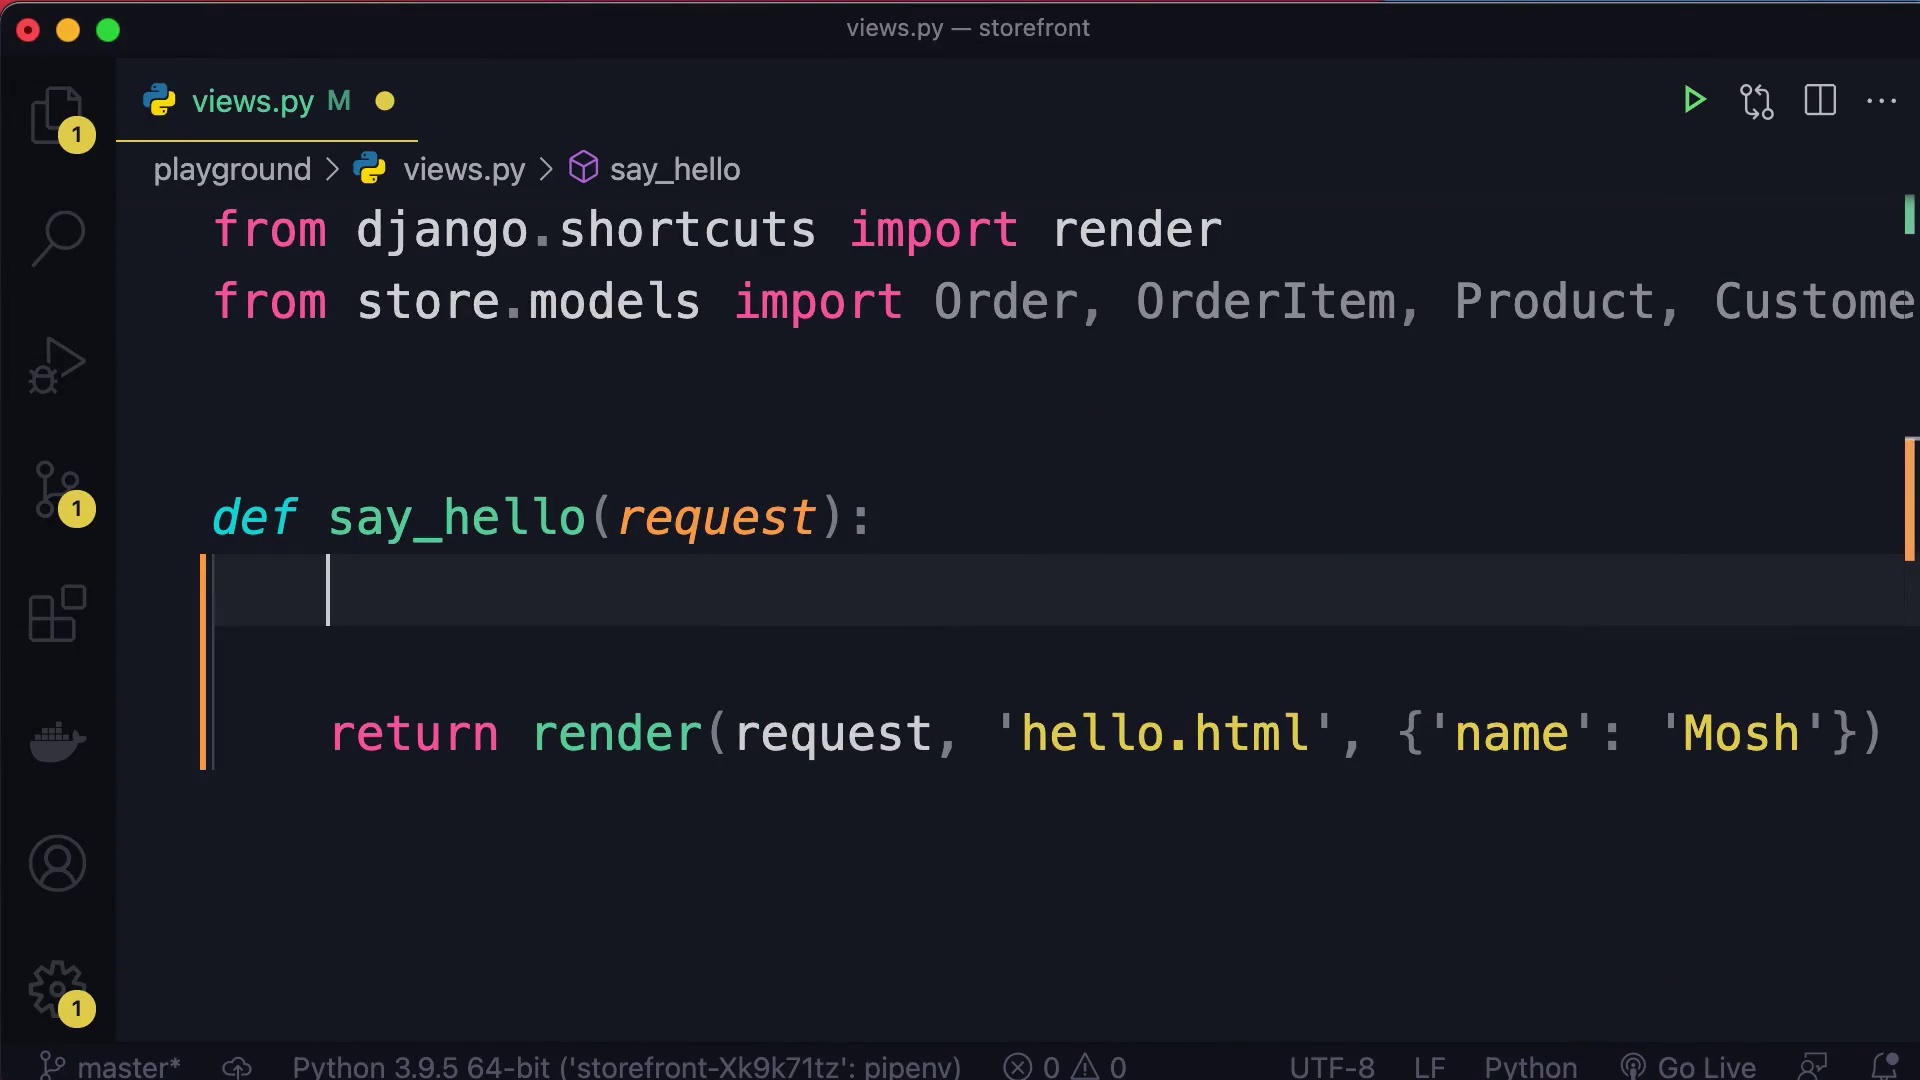 views.py — storefront
1
views.py M
playground > views.py > say_hello
from django.shortcuts import render
from store.models import Order, OrderItem, Product, Custome
def say_hello(request):
1
return render(request, 'hello.html', {'name': 'Mosh'})
1
master* Python 3.9.5 64-bit ('storefront-Xk9k71tz': pipenv) 0 0 UTF-8 LF Python Go Live